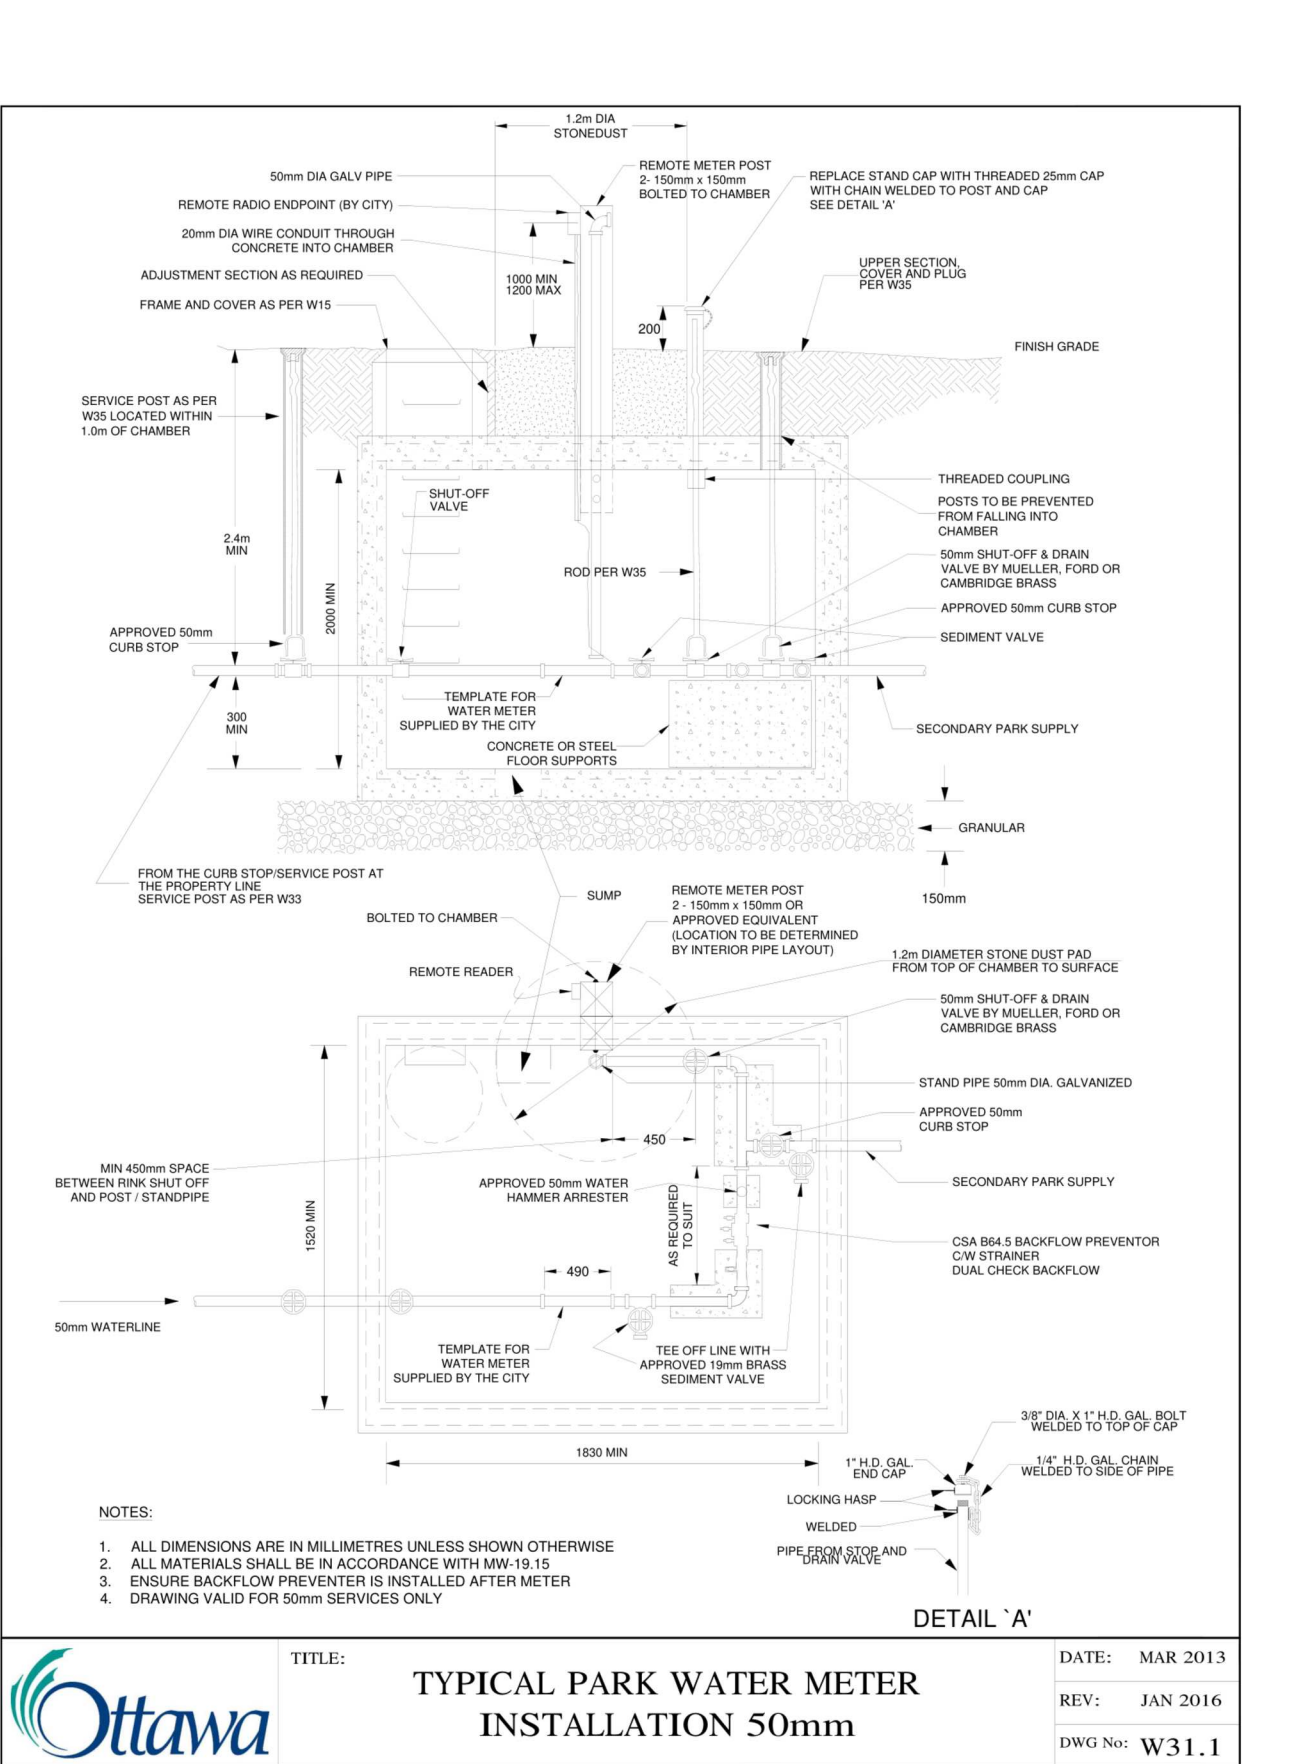 1.2m DIA
STONEDUST
50mm DIA GALV PIPE
REMOTE METER POST
2- 150mm x 150mm
BOLTED TO CHAMBER
REPLACE STAND CAP WITH THREADED 25mm CAP
WITH CHAIN WELDED TO POST AND CAP
SEE DETAIL 'A'
REMOTE RADIO ENDPOINT (BY CITY)
20mm DIA WIRE CONDUIT THROUGH
CONCRETE INTO CHAMBER
ADJUSTMENT SECTION AS REQUIRED
FRAME AND COVER AS PER W15
1000 MIN
1200 MAX
200
UPPER SECTION,
COVER AND PLUG
PER W35
FINISH GRADE
SERVICE POST AS PER
W35 LOCATED WITHIN
1.0m OF CHAMBER
SHUT-OFF
VALVE
THREADED COUPLING
POSTS TO BE PREVENTED
FROM FALLING INTO
CHAMBER
2.4m
MIN
2000 MIN
ROD PER W35
50mm SHUT-OFF & DRAIN
VALVE BY MUELLER, FORD OR
CAMBRIDGE BRASS
APPROVED 50mm CURB STOP
SEDIMENT VALVE
APPROVED 50mm
CURB STOP
300
MIN
TEMPLATE FOR
WATER METER
SUPPLIED BY THE CITY
CONCRETE OR STEEL
FLOOR SUPPORTS
SECONDARY PARK SUPPLY
GRANULAR
150mm
FROM THE CURB STOP/SERVICE POST AT
THE PROPERTY LINE
SERVICE POST AS PER W33
SUMP
BOLTED TO CHAMBER
REMOTE METER POST
2 - 150mm x 150mm OR
APPROVED EQUIVALENT
(LOCATION TO BE DETERMINED
BY INTERIOR PIPE LAYOUT)
REMOTE READER
1.2m DIAMETER STONE DUST PAD
FROM TOP OF CHAMBER TO SURFACE
50mm SHUT-OFF & DRAIN
VALVE BY MUELLER, FORD OR
CAMBRIDGE BRASS
STAND PIPE 50mm DIA. GALVANIZED
APPROVED 50mm
CURB STOP
450
MIN 450mm SPACE
BETWEEN RINK SHUT OFF
AND POST / STANDPIPE
APPROVED 50mm WATER
HAMMER ARRESTER
AS REQUIRED
TO SUIT
SECONDARY PARK SUPPLY
1520 MIN
CSA B64.5 BACKFLOW PREVENTOR
C/W STRAINER
DUAL CHECK BACKFLOW
490
50mm WATERLINE
TEMPLATE FOR
WATER METER
SUPPLIED BY THE CITY
TEE OFF LINE WITH
APPROVED 19mm BRASS
SEDIMENT VALVE
1830 MIN
3/8" DIA. X 1" H.D. GAL. BOLT
WELDED TO TOP OF CAP
1" H.D. GAL.
END CAP
1/4" H.D. GAL. CHAIN
WELDED TO SIDE OF PIPE
LOCKING HASP
WELDED
PIPE FROM STOP AND
DRAIN VALVE
DETAIL `A'
NOTES:
1. ALL DIMENSIONS ARE IN MILLIMETRES UNLESS SHOWN OTHERWISE
2. ALL MATERIALS SHALL BE IN ACCORDANCE WITH MW-19.15
3. ENSURE BACKFLOW PREVENTER IS INSTALLED AFTER METER
4. DRAWING VALID FOR 50mm SERVICES ONLY
Ottawa
TITLE:
TYPICAL PARK WATER METER
INSTALLATION 50mm
DATE: MAR 2013
REV: JAN 2016
DWG No: W31.1